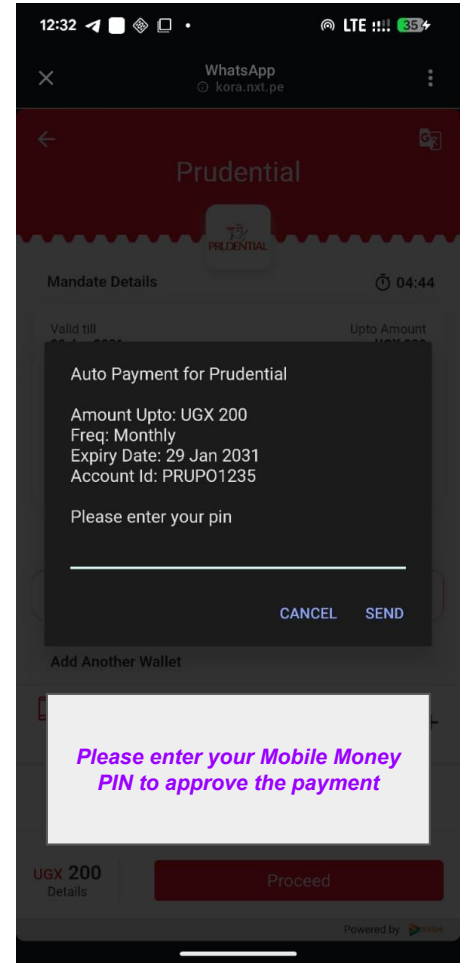 12:32
LTE
35
WhatsApp
kora.nxt.pe
Prudential
PRUDENTIAL
Mandate Details
04:44
Valid till
Upto Amount
Auto Payment for Prudential
Amount Upto: UGX 200
Freq: Monthly
Expiry Date: 29 Jan 2031
Account Id: PRUPO1235
Please enter your pin
CANCEL SEND
Add Another Wallet
Please enter your Mobile Money
PIN to approve the payment
UGX 200
Details
Proceed
Powered by